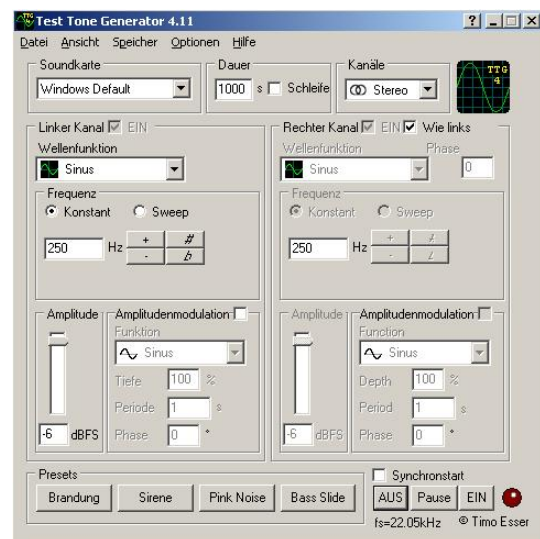 Test Tone Generator 4.11
Datei Ansicht Speicher Optionen Hilfe
Soundkarte Dauer Kanäle
Windows Default 1000 s Schleife Stereo
TTG
4
Linker Kanal EIN Rechter Kanal EIN Wie links
Wellenfunktion Wellenfunktion Phase
Sinus Sinus 0
Frequenz Frequenz
Konstant Sweep Konstant Sweep
250 Hz + # 250 Hz +
- b -
Amplitude Amplitudenmodulation Amplitude Amplitudenmodulation
Funktion Function
Sinus Sinus
Tiefe 100 % Depth 100 %
Periode 1 s Period 1 s
-6 dBFS Phase 0 ° -6 dBFS Phase 0 °
Presets Synchronstart
Brandung Sirene Pink Noise Bass Slide AUS Pause EIN
fs=22.05kHz © Timo Esser